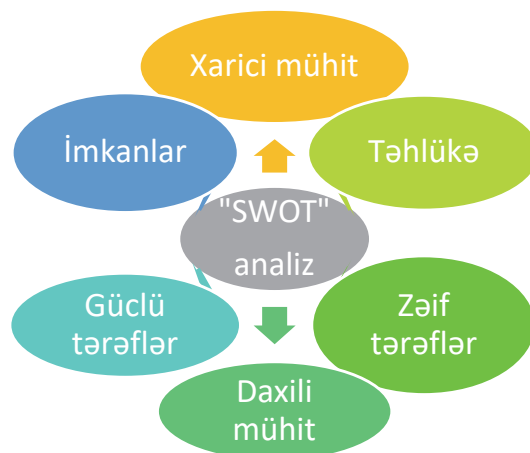 Xarici mühit
İmkanlar
Təhlükə
"SWOT"
analiz
Güclü
tərəflər
Zəif
tərəflər
Daxili
mühit